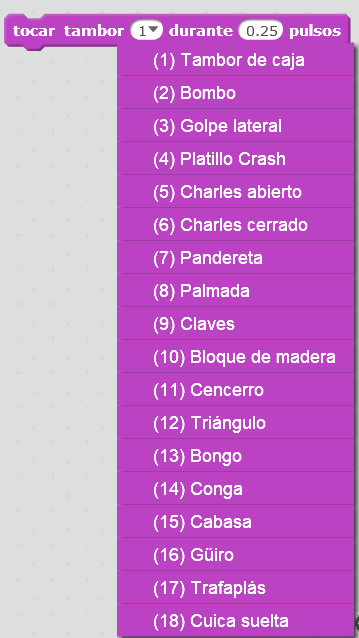 tocar tambor 1 durante 0.25 pulsos
(1) Tambor de caja
(2) Bombo
(3) Golpe lateral
(4) Platillo Crash
(5) Charles abierto
(6) Charles cerrado
(7) Pandereta
(8) Palmada
(9) Claves
(10) Bloque de madera
(11) Cencerro
(12) Triángulo
(13) Bongo
(14) Conga
(15) Cabasa
(16) Güiro
(17) Trafaplás
(18) Cuica suelta